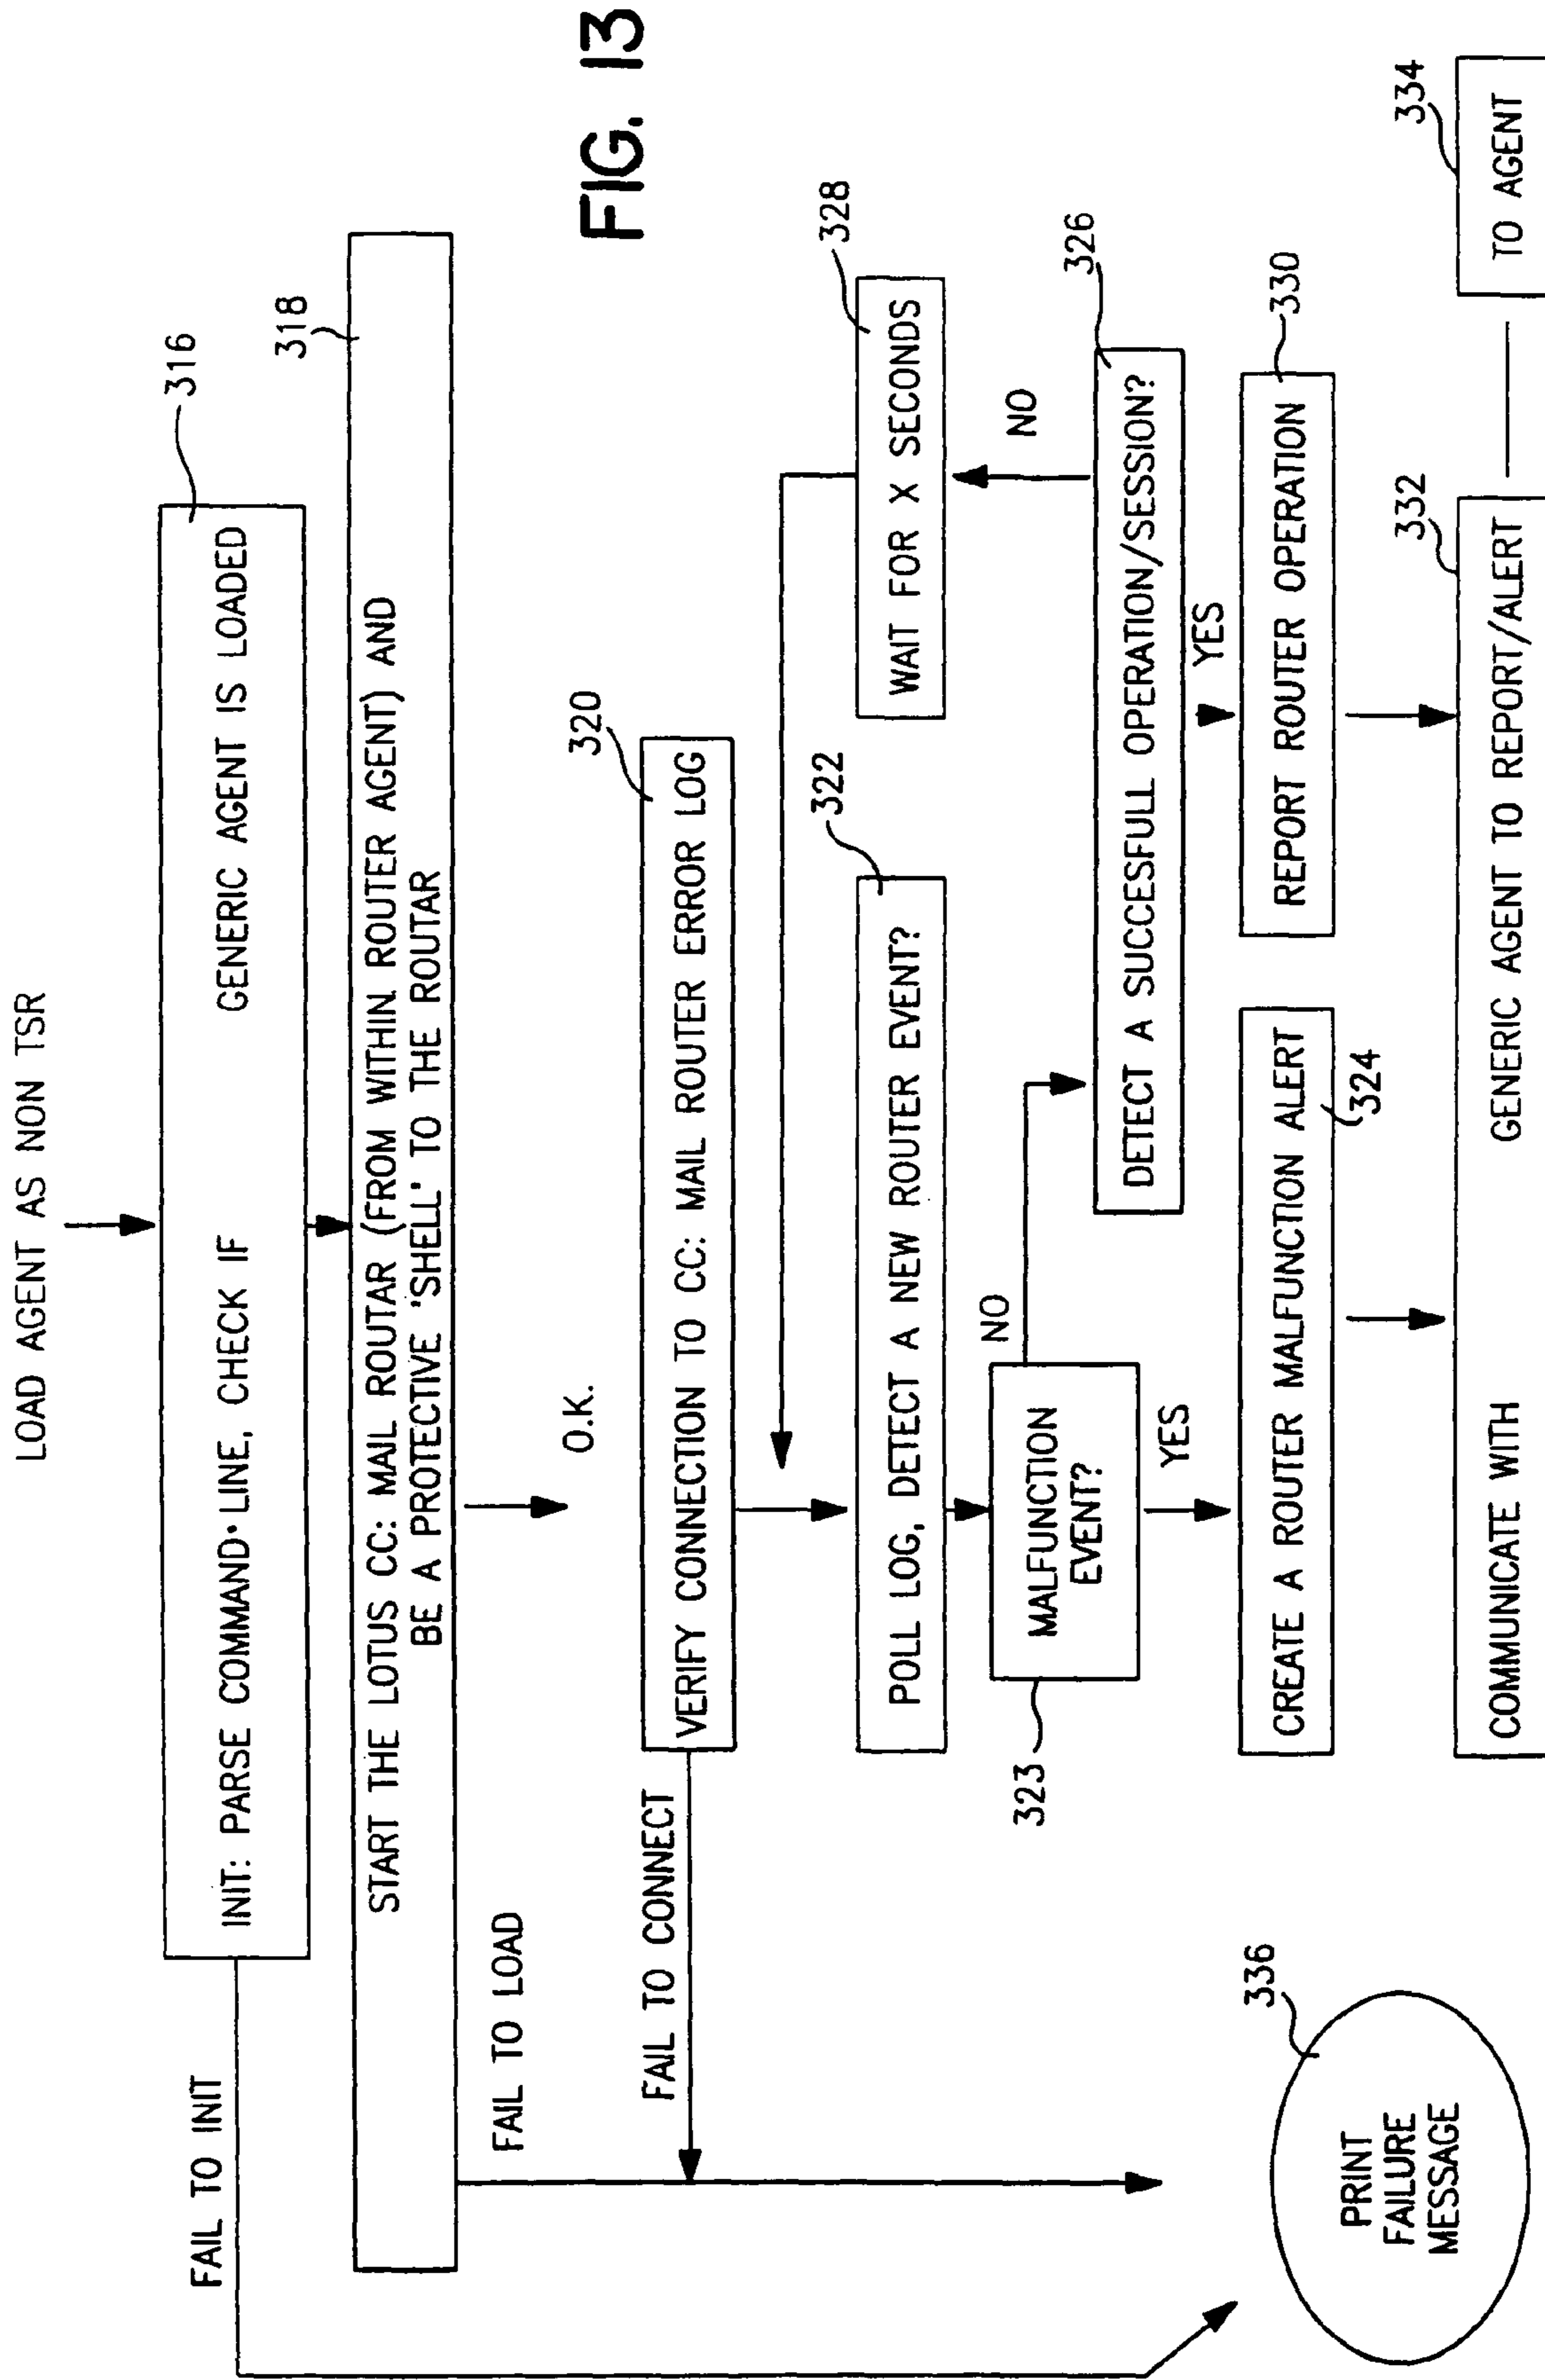 LOAD AGENT AS NON TSR
316
INIT: PARSE COMMAND•LINE, CHECK IF GENERIC AGENT IS LOADED
FAIL TO INIT
318
START THE LOTUS CC: MAIL ROUTAR (FROM WITHIN ROUTER AGENT) AND
BE A PROTECTIVE 'SHELL' TO THE ROUTAR
FAIL TO LOAD
O.K.
FIG. 13
320
VERIFY CONNECTION TO CC: MAIL ROUTER ERROR LOG
FAIL TO CONNECT
322
POLL LOG, DETECT A NEW ROUTER EVENT?
328
WAIT FOR X SECONDS
NO
323
MALFUNCTION
EVENT?
NO
YES
326
DETECT A SUCCESFULL OPERATION/SESSION?
YES
CREATE A ROUTER MALFUNCTION ALERT
324
REPORT ROUTER OPERATION
330
332
COMMUNICATE WITH GENERIC AGENT TO REPORT/ALERT
334
TO AGENT
336
PRINT
FAILURE
MESSAGE